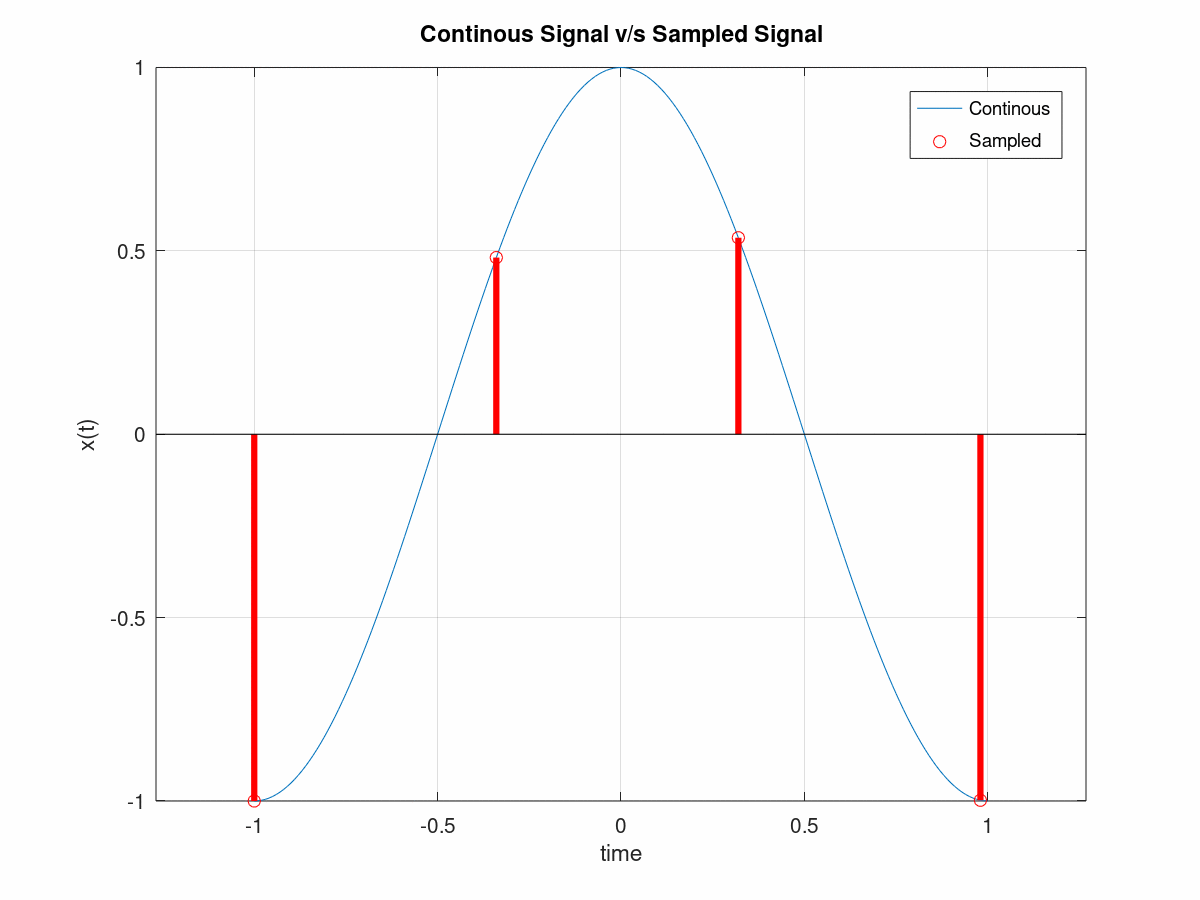 Continous Signal v/s Sampled Signal
Continous
Sampled
1
0.5
0
-0.5
-1
x(t)
-1 -0.5 0 0.5 1
time